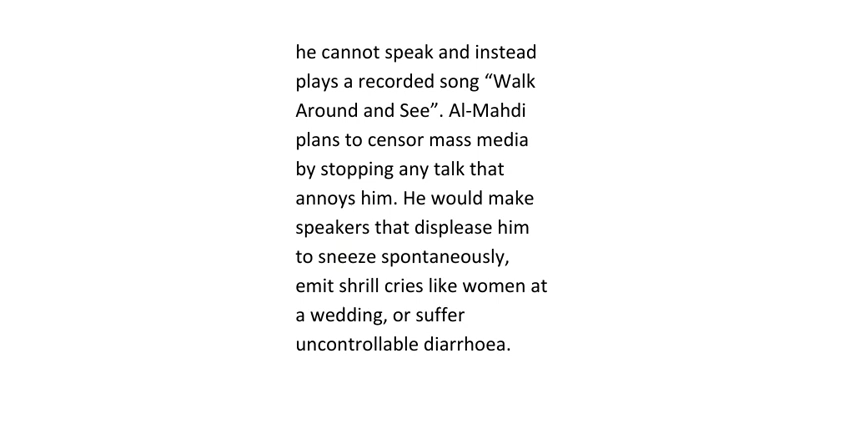 he cannot speak and instead
plays a recorded song “Walk
Around and See”. Al-Mahdi
plans to censor mass media
by stopping any talk that
annoys him. He would make
speakers that displease him
to sneeze spontaneously,
emit shrill cries like women at
a wedding, or suffer
uncontrollable diarrhoea.